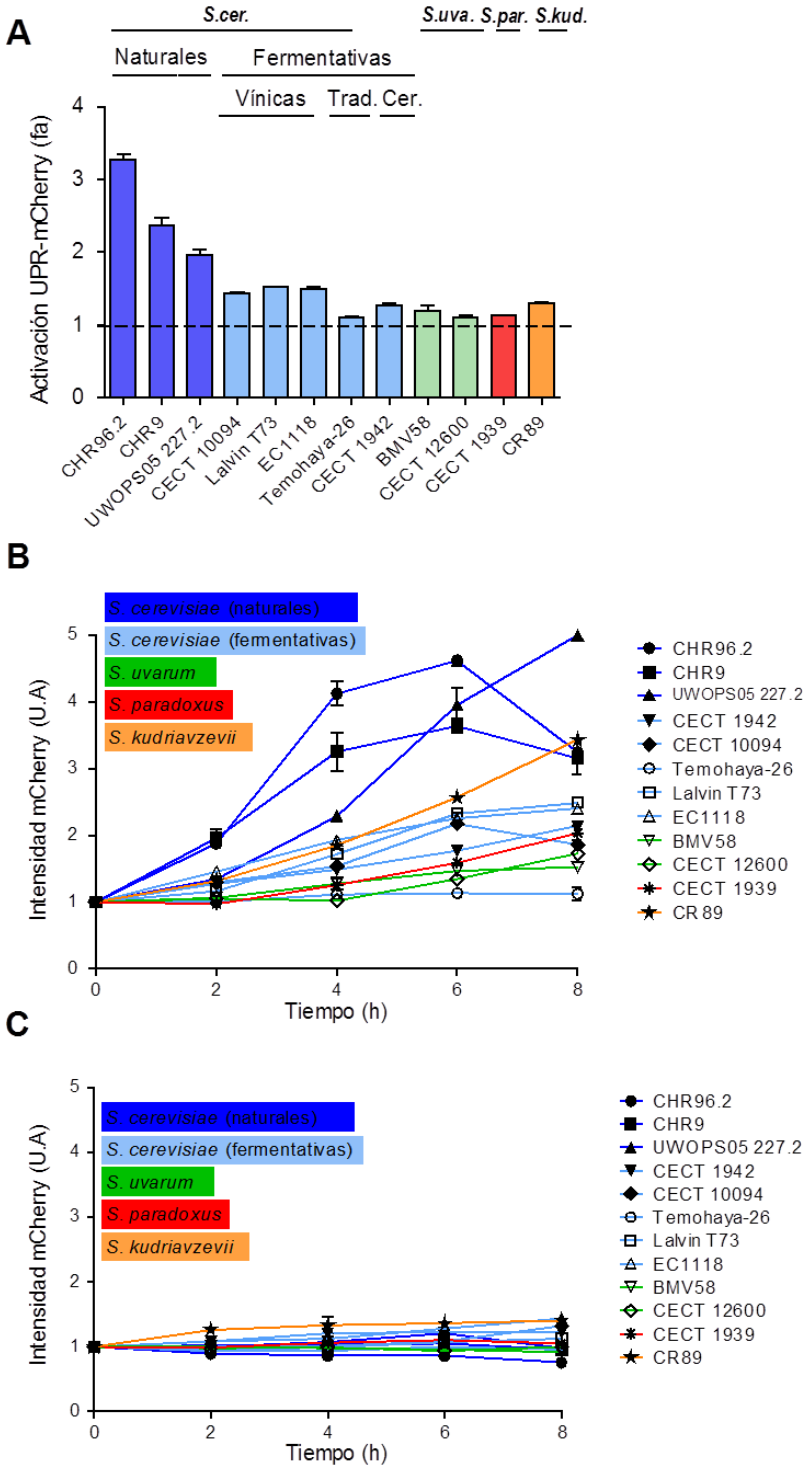 A
S.cer. S.uva. S.par. S.kud.
Naturales Fermentativas
Vínicas Trad. Cer.
Activación UPR-mCherry (fa)
4
3
2
1
0
CHR96.2
CHR9
UWOPS05 227.2
CECT 10094
Lalvin T73
EC1118
Temohaya-26
CECT 1942
BMV58
CECT 12600
CECT 1939
CR89
B
Intensidad mCherry (U.A)
5
4
3
2
1
0
S. cerevisiae (naturales)
S. cerevisiae (fermentativas)
S. uvarum
S. paradoxus
S. kudriavzevii
0 2 4 6 8
Tiempo (h)
CHR96.2
CHR9
UWOPS05 227.2
CECT 1942
CECT 10094
Temohaya-26
Lalvin T73
EC1118
BMV58
CECT 12600
CECT 1939
CR89
C
Intensidad mCherry (U.A)
5
4
3
2
1
0
S. cerevisiae (naturales)
S. cerevisiae (fermentativas)
S. uvarum
S. paradoxus
S. kudriavzevii
0 2 4 6 8
Tiempo (h)
CHR96.2
CHR9
UWOPS05 227.2
CECT 1942
CECT 10094
Temohaya-26
Lalvin T73
EC1118
BMV58
CECT 12600
CECT 1939
CR89